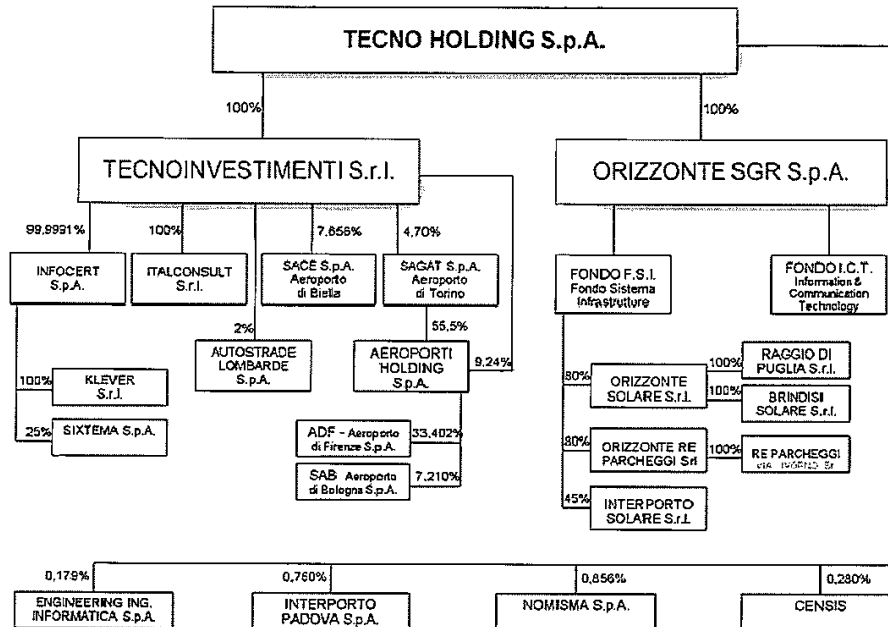 TECNO HOLDING S.p.A.
100%
100%
TECNOINVESTIMENTI S.r.l.
ORIZZONTE SGR S.p.A.
99,9991%
100%
7,656%
4,70%
INFOCERT
S.p.A.
ITALCONSULT
S.r.l.
SACE S.p.A.
Aeroporto
di Biella
SAGAT S.p.A.
Aeroporto
di Torino
FONDO F.S.I.
Fondo Sistema
Infrastrutture
FONDO I.C.T.
Information &
Communication
Technology
2%
55,5%
9,24%
AUTOSTRADE
LOMBARDE
S.p.A.
AEROPORTI
HOLDING
S.p.A.
100%
KLEVER
S.r.l.
25%
SIXTEMA S.p.A.
ADF - Aeroporto
di Firenze S.p.A.
33,402%
SAB Aeroporto
di Bologna S.p.A.
7,210%
80%
ORIZZONTE
SOLARE S.r.l.
100%
RAGGIO DI
PUGLIA S.r.l.
100%
BRINDISI
SOLARE S.r.l.
80%
ORIZZONTE RE
PARCHEGGI Srl
100%
RE PARCHEGGI
45%
INTERPORTO
SOLARE S.r.l.
0,179%
0,760%
0,856%
0,280%
ENGINEERING ING.
INFORMATICA S.p.A.
INTERPORTO
PADOVA S.p.A.
NOMISMA S.p.A.
CENSIS